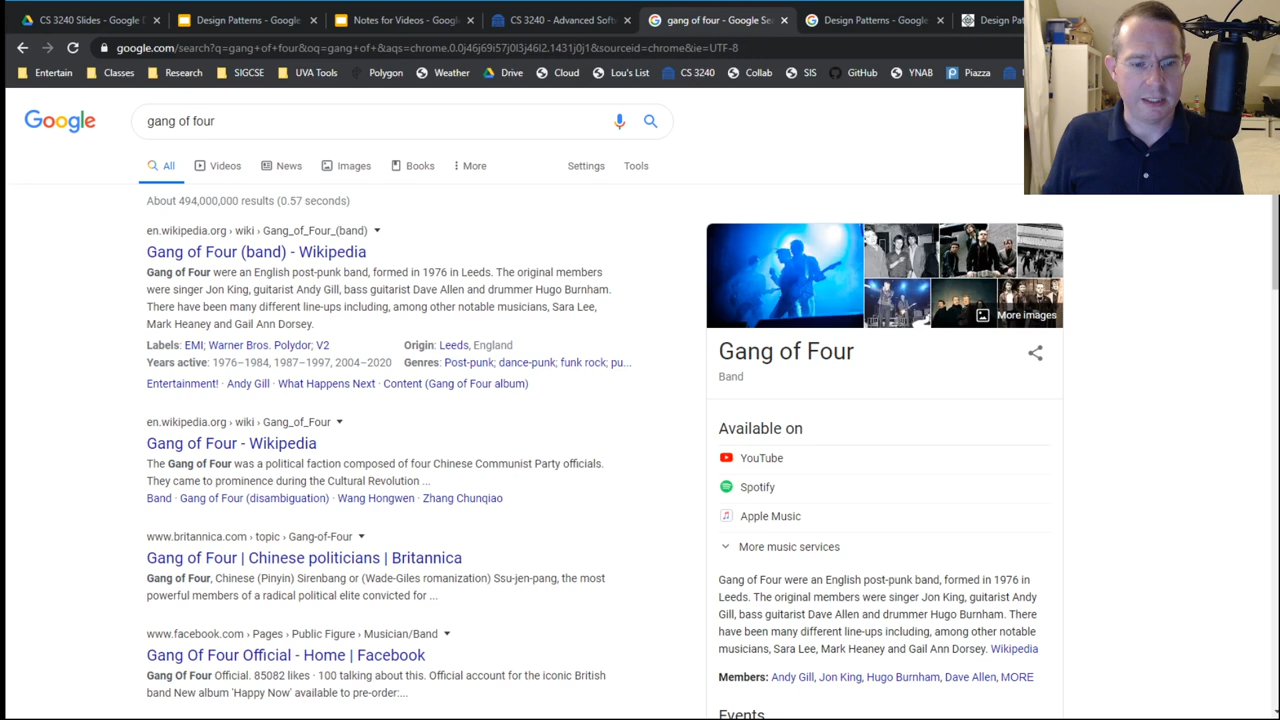 CS 3240 Slides - Google D
Design Patterns - Google
Notes for Videos - Google
CS 3240 - Advanced Softw
gang of four - Google Sea
Design Patterns - Google
Design Pat
google.com/search?q=gang+of+four&oq=gang+of+&aqs=chrome.0.0j46j69i57j0l3j46l2.1431j0j1&sourceid=chrome&ie=UTF-8
Entertain Classes Research SIGCSE UVA Tools Polygon Weather Drive Cloud Lou's List CS 3240 Collab SIS GitHub YNAB Piazza
Google
gang of four
All Videos News Images Books More Settings Tools
About 494,000,000 results (0.57 seconds)
en.wikipedia.org › wiki › Gang_of_Four_(band)
Gang of Four (band) - Wikipedia
Gang of Four were an English post-punk band, formed in 1976 in Leeds. The original members
were singer Jon King, guitarist Andy Gill, bass guitarist Dave Allen and drummer Hugo Burnham.
There have been many different line-ups including, among other notable musicians, Sara Lee,
Mark Heaney and Gail Ann Dorsey.
Labels: EMI; Warner Bros. Polydor; V2 Origin: Leeds, England
Years active: 1976–1984, 1987–1997, 2004–2020 Genres: Post-punk; dance-punk; funk rock; pu...
Entertainment! · Andy Gill · What Happens Next · Content (Gang of Four album)
en.wikipedia.org › wiki › Gang_of_Four
Gang of Four - Wikipedia
The Gang of Four was a political faction composed of four Chinese Communist Party officials.
They came to prominence during the Cultural Revolution ...
Band · Gang of Four (disambiguation) · Wang Hongwen · Zhang Chunqiao
www.britannica.com › topic › Gang-of-Four
Gang of Four | Chinese politicians | Britannica
Gang of Four, Chinese (Pinyin) Sirenbang or (Wade-Giles romanization) Ssu-jen-pang, the most
powerful members of a radical political elite convicted for ...
www.facebook.com › Pages › Public Figure › Musician/Band
Gang Of Four Official - Home | Facebook
Gang Of Four Official. 85082 likes · 100 talking about this. Official account for the iconic British
band New album 'Happy Now' available to pre-order:...
More images
Gang of Four
Band
Available on
YouTube
Spotify
Apple Music
More music services
Gang of Four were an English post-punk band, formed in 1976 in
Leeds. The original members were singer Jon King, guitarist Andy
Gill, bass guitarist Dave Allen and drummer Hugo Burnham. There
have been many different line-ups including, among other notable
musicians, Sara Lee, Mark Heaney and Gail Ann Dorsey. Wikipedia
Members: Andy Gill, Jon King, Hugo Burnham, Dave Allen, MORE
Events